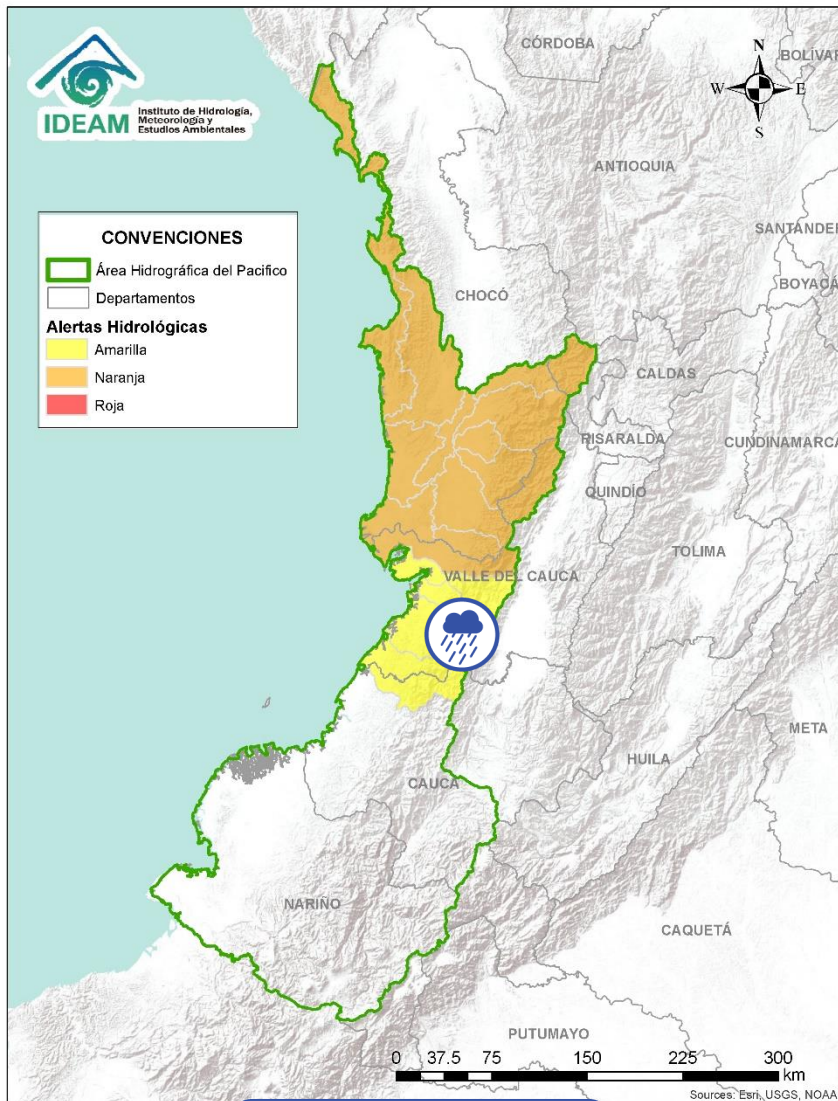 IDEAM
Instituto de Hidrología,
Meteorología y
Estudios Ambientales
N
W
E
S
CÓRDOBA
BOLÍVAR
ANTIOQUIA
SANTANDER
BOYACÁ
CONVENCIONES
Área Hidrográfica del Pacifico
Departamentos
Alertas Hidrológicas
Amarilla
Naranja
Roja
CHOCÓ
CALDAS
RISARALDA
CUNDINAMARCA
QUINDÍO
TOLIMA
VALLE DEL CAUCA
META
HUILA
CAUCA
NARIÑO
CAQUETÁ
PUTUMAYO
0 37.5 75 150 225 300
km
Sources: Esri, USGS, NOAA